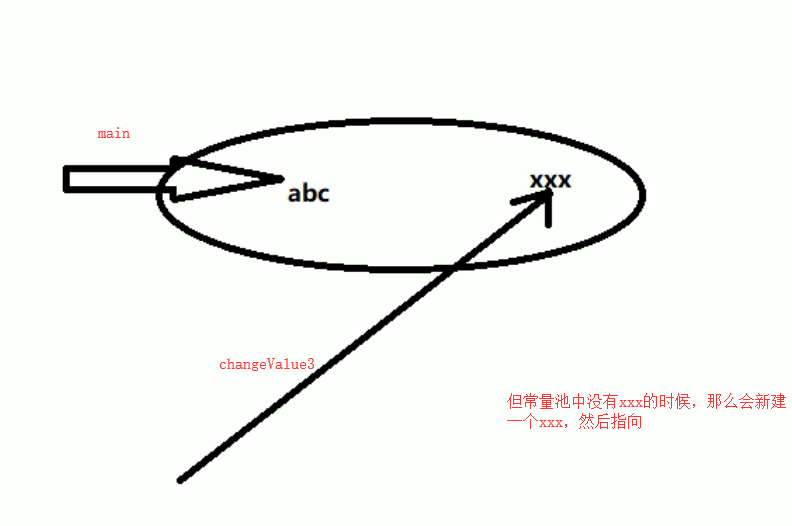 main
abc
xxx
changeValue3
但常量池中没有xxx的时候，那么会新建
一个xxx，然后指向